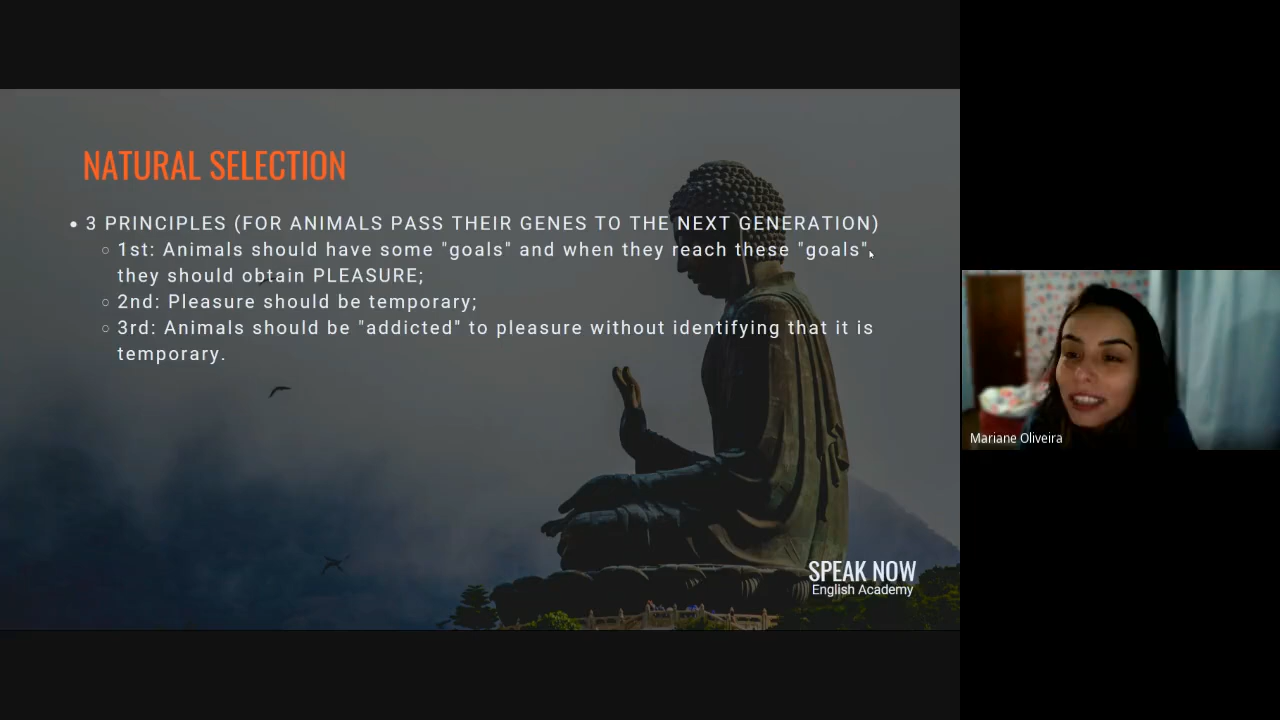 NATURAL SELECTION
• 3 PRINCIPLES (FOR ANIMALS PASS THEIR GENES TO THE NEXT GENERATION)
○ 1st: Animals should have some "goals" and when they reach these "goals",
they should obtain PLEASURE;
○ 2nd: Pleasure should be temporary;
○ 3rd: Animals should be "addicted" to pleasure without identifying that it is
temporary.
Mariane Oliveira
SPEAK NOW
English Academy